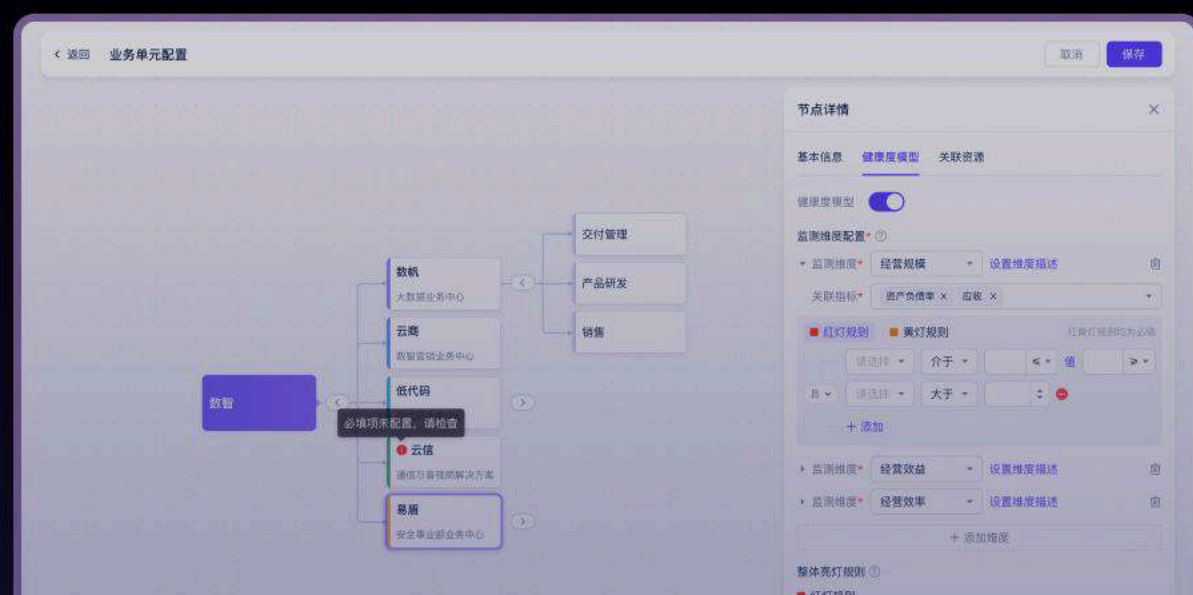 返回 业务单元配置 取消 保存
节点详情
基本信息 健康度模型 关联资源
健康度模型
监测维度配置*
监测维度* 经营规模 设置维度描述
关联指标* 资产负债率 × 应收 ×
红灯规则 黄灯规则 红黄灯规则均为必填
请选择 介于 ≤ 值 ≥
且 请选择 大于
+ 添加
监测维度* 经营效益 设置维度描述
监测维度* 经营效率 设置维度描述
+ 添加维度
整体亮灯规则
红灯规则
数智
数帆
大数据业务中心
云商
数智营销业务中心
低代码
必填项未配置，请检查
云信
通信与音视频解决方案
易盾
安全事业部业务中心
交付管理
产品研发
销售